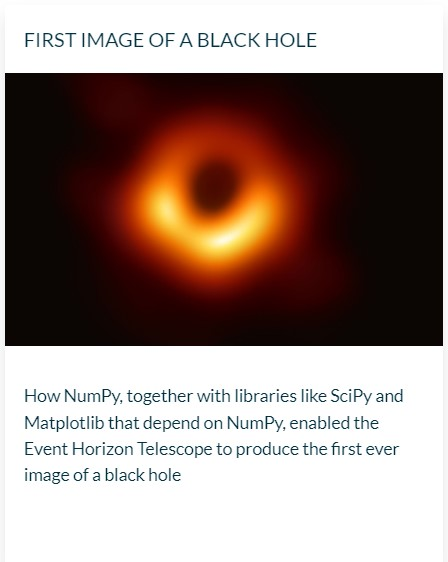 FIRST IMAGE OF A BLACK HOLE
How NumPy, together with libraries like SciPy and
Matplotlib that depend on NumPy, enabled the
Event Horizon Telescope to produce the first ever
image of a black hole